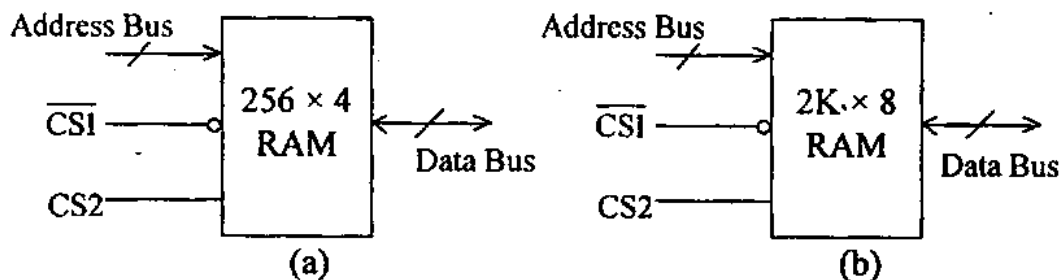 Address Bus
CS1
256 × 4
RAM
CS2
Data Bus
(a)
Address Bus
CS1
2K × 8
RAM
CS2
Data Bus
(b)